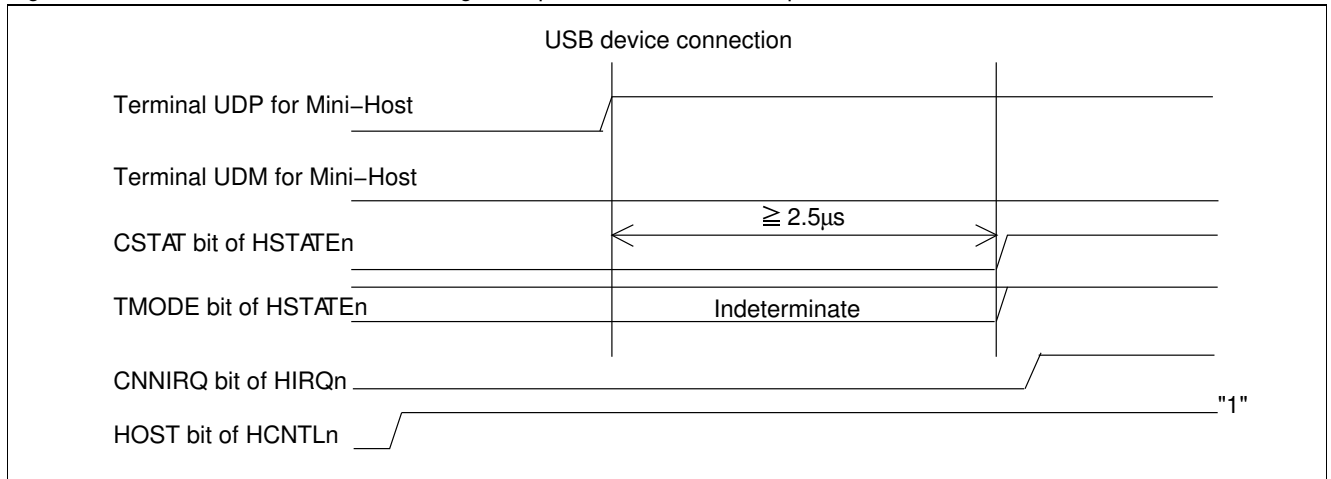 USB device connection
Terminal UDP for Mini−Host
Terminal UDM for Mini−Host
≧ 2.5μs
CSTAT bit of HSTATEn
TMODE bit of HSTATEn
Indeterminate
CNNIRQ bit of HIRQn
"1"
HOST bit of HCNTLn